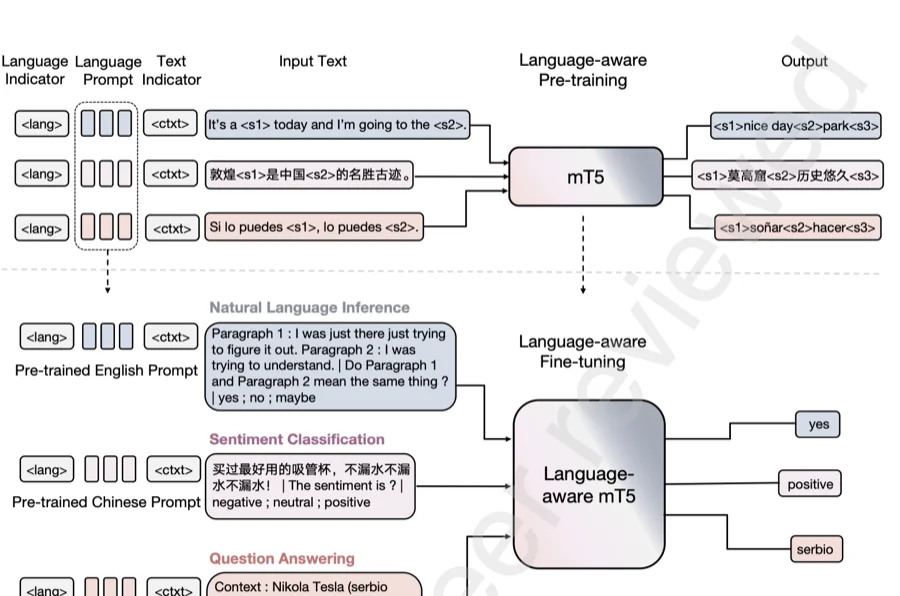 Language Indicator
Language Prompt
Text Indicator
Input Text
Language-aware Pre-training
Output
<lang>
<ctxt>
It's a <s1> today and I'm going to the <s2>.
<s1>nice day<s2>park<s3>
<lang>
<ctxt>
敦煌<s1>是中国<s2>的名胜古迹。
mT5
<s1>莫高窟<s2>历史悠久<s3>
<lang>
<ctxt>
Si lo puedes <s1>, lo puedes <s2>.
<s1>soñar<s2>hacer<s3>
Natural Language Inference
<lang>
<ctxt>
Paragraph 1 : I was just there just trying
to figure it out. Paragraph 2 : I was
trying to understand. | Do Paragraph 1
and Paragraph 2 mean the same thing ?
| yes ; no ; maybe
Pre-trained English Prompt
Language-aware
Fine-tuning
yes
Sentiment Classification
<lang>
<ctxt>
买过最好用的吸管杯，不漏水不漏
水不漏水！ | The sentiment is ? |
negative ; neutral ; positive
Pre-trained Chinese Prompt
Language-
aware mT5
positive
serbio
Question Answering
<lang>
<ctxt>
Context : Nikola Tesla (serbio
eer reviewed